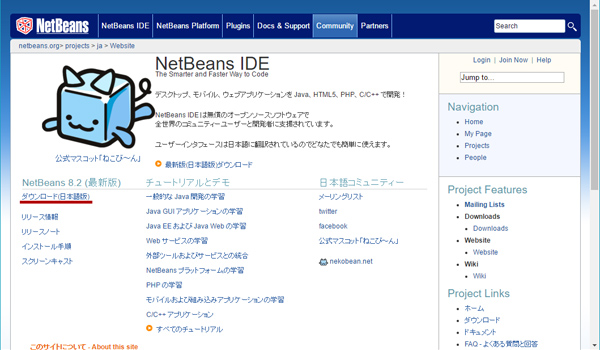 NetBeans
NetBeans IDE
NetBeans Platform
Plugins
Docs & Support
Community
Partners
Search
netbeans.org> projects > ja > Website
NetBeans IDE
The Smarter and Faster Way to Code
デスクトップ、モバイル、ウェブアプリケーションを Java、HTML5、PHP、C/C++ で開発！
NetBeans IDE は無償のオープンソースソフトウェアで
全世界のコミュニティーユーザーと開発者に支援されています。
ユーザーインタフェースは日本語に翻訳されているのでどなたでも簡単に使えます。
最新版(日本語版)ダウンロード
公式マスコット「ねこび〜ん」
NetBeans 8.2 (最新版)
ダウンロード(日本語版)
リリース情報
リリースノート
インストール手順
スクリーンキャスト
チュートリアルとデモ
一般的な Java 開発の学習
Java GUI アプリケーションの学習
Java EE および Java Web の学習
Web サービスの学習
外部ツールおよびサービスとの統合
NetBeans プラットフォームの学習
PHP の学習
モバイルおよび組み込みアプリケーションの学習
C/C++ アプリケーション
すべてのチュートリアル
日本語コミュニティー
メーリングリスト
twitter
facebook
公式マスコット「ねこび〜ん」
nekobean.net
このサイトについて - About this site
Login | Join Now | Help
Jump to...
Navigation
Home
My Page
Projects
People
Project Features
Mailing Lists
Downloads
Downloads
Website
Website
Wiki
Wiki
Project Links
ホーム
ダウンロード
ドキュメント
FAQ - よくある質問と回答